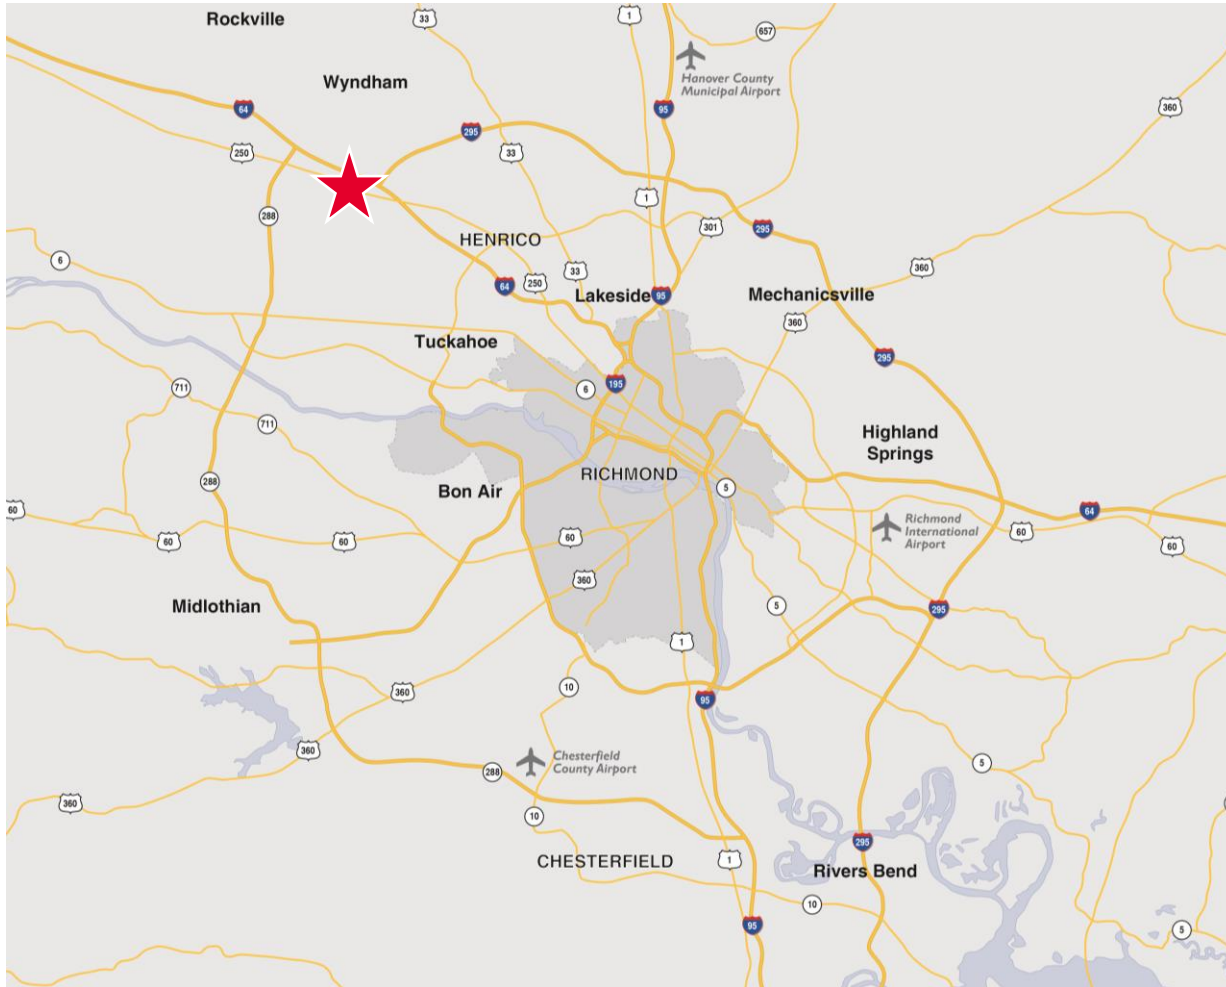 Rockville
33
1
657
Wyndham
Hanover County
Municipal Airport
64
95
360
295
250
33
1
288
301
295
HENRICO
6
33
360
250
64
Lakeside
95
Mechanicsville
360
Tuckahoe
295
195
711
6
711
Highland
Springs
RICHMOND
288
Bon Air
5
60
64
Richmond
International
Airport
60
60
60
60
60
360
Midlothian
5
295
1
10
360
95
360
Chesterfield
County Airport
5
288
360
10
295
CHESTERFIELD
1
Rivers Bend
10
95
5